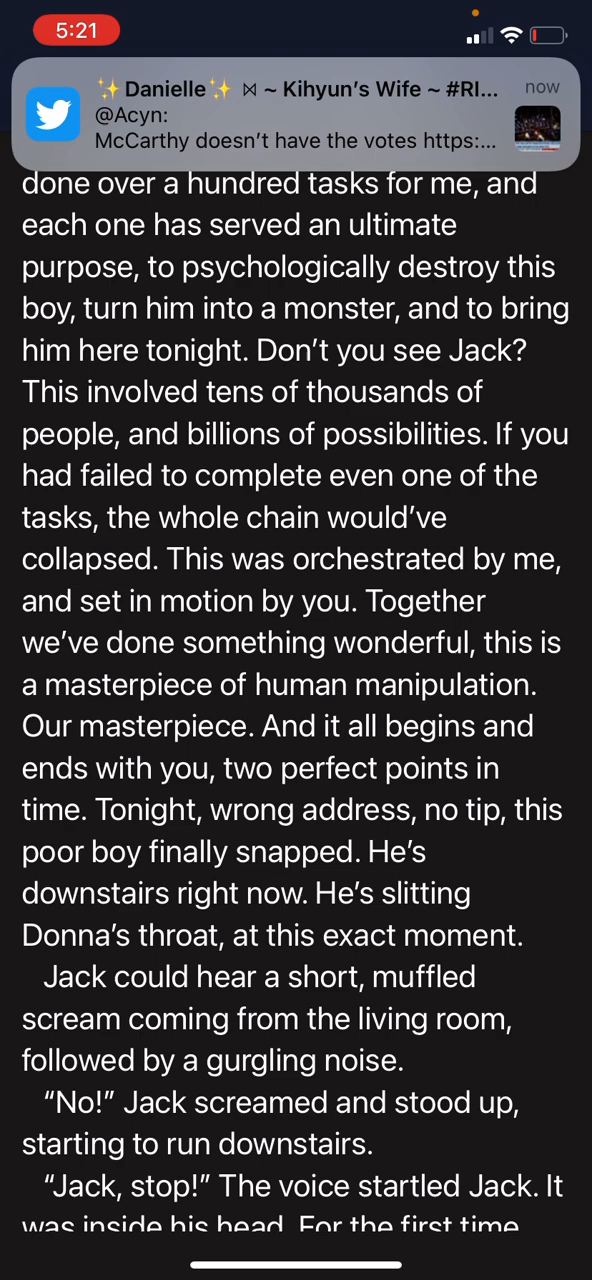 5:21
✨ Danielle✨ ⋈ ~ Kihyun’s Wife ~ #RI... now
@Acyn:
McCarthy doesn’t have the votes https:...
done over a hundred tasks for me, and
each one has served an ultimate
purpose, to psychologically destroy this
boy, turn him into a monster, and to bring
him here tonight. Don’t you see Jack?
This involved tens of thousands of
people, and billions of possibilities. If you
had failed to complete even one of the
tasks, the whole chain would’ve
collapsed. This was orchestrated by me,
and set in motion by you. Together
we’ve done something wonderful, this is
a masterpiece of human manipulation.
Our masterpiece. And it all begins and
ends with you, two perfect points in
time. Tonight, wrong address, no tip, this
poor boy finally snapped. He’s
downstairs right now. He’s slitting
Donna’s throat, at this exact moment.
Jack could hear a short, muffled
scream coming from the living room,
followed by a gurgling noise.
“No!” Jack screamed and stood up,
starting to run downstairs.
“Jack, stop!” The voice startled Jack. It
was inside his head. For the first time